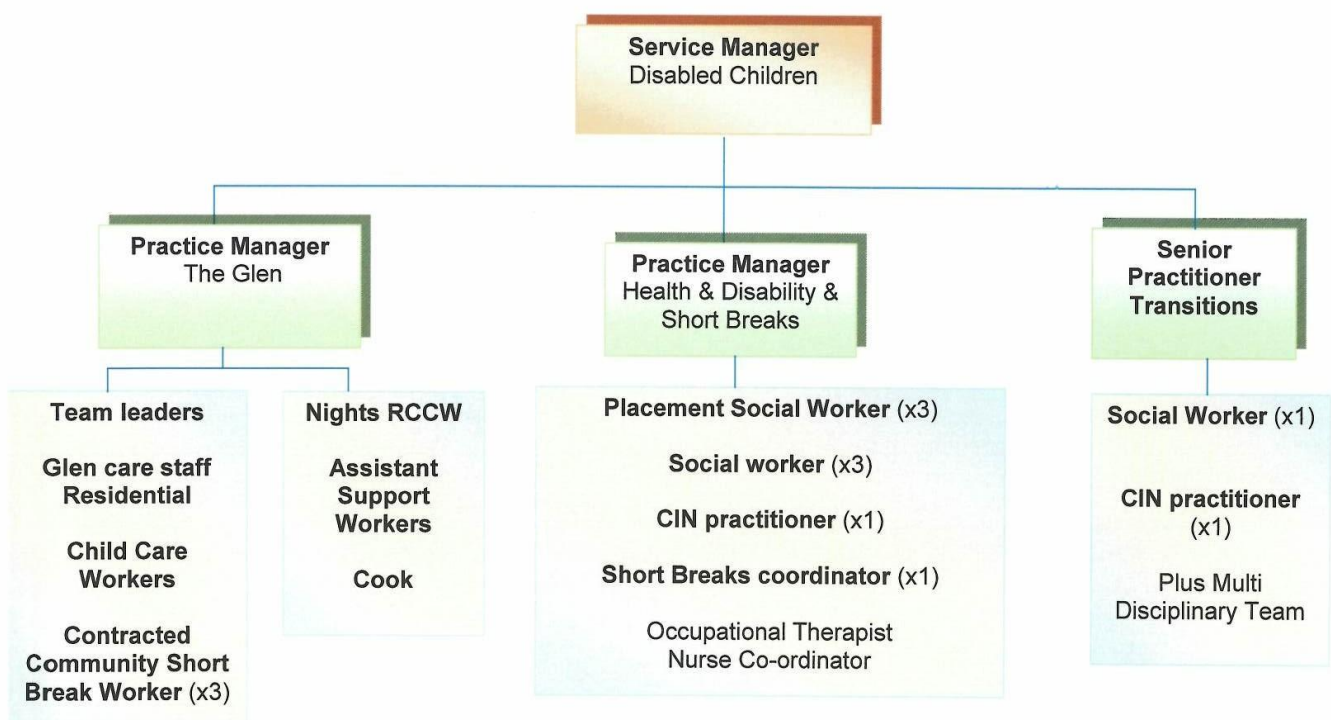 Service Manager
Disabled Children
Practice Manager
The Glen
Practice Manager
Health & Disability &
Short Breaks
Senior
Practitioner
Transitions
Team leaders
Glen care staff
Residential
Child Care
Workers
Contracted
Community Short
Break Worker (x3)
Nights RCCW
Assistant
Support
Workers
Cook
Placement Social Worker (x3)
Social worker (x3)
CIN practitioner (x1)
Short Breaks coordinator (x1)
Occupational Therapist
Nurse Co-ordinator
Social Worker (x1)
CIN practitioner
(x1)
Plus Multi
Disciplinary Team